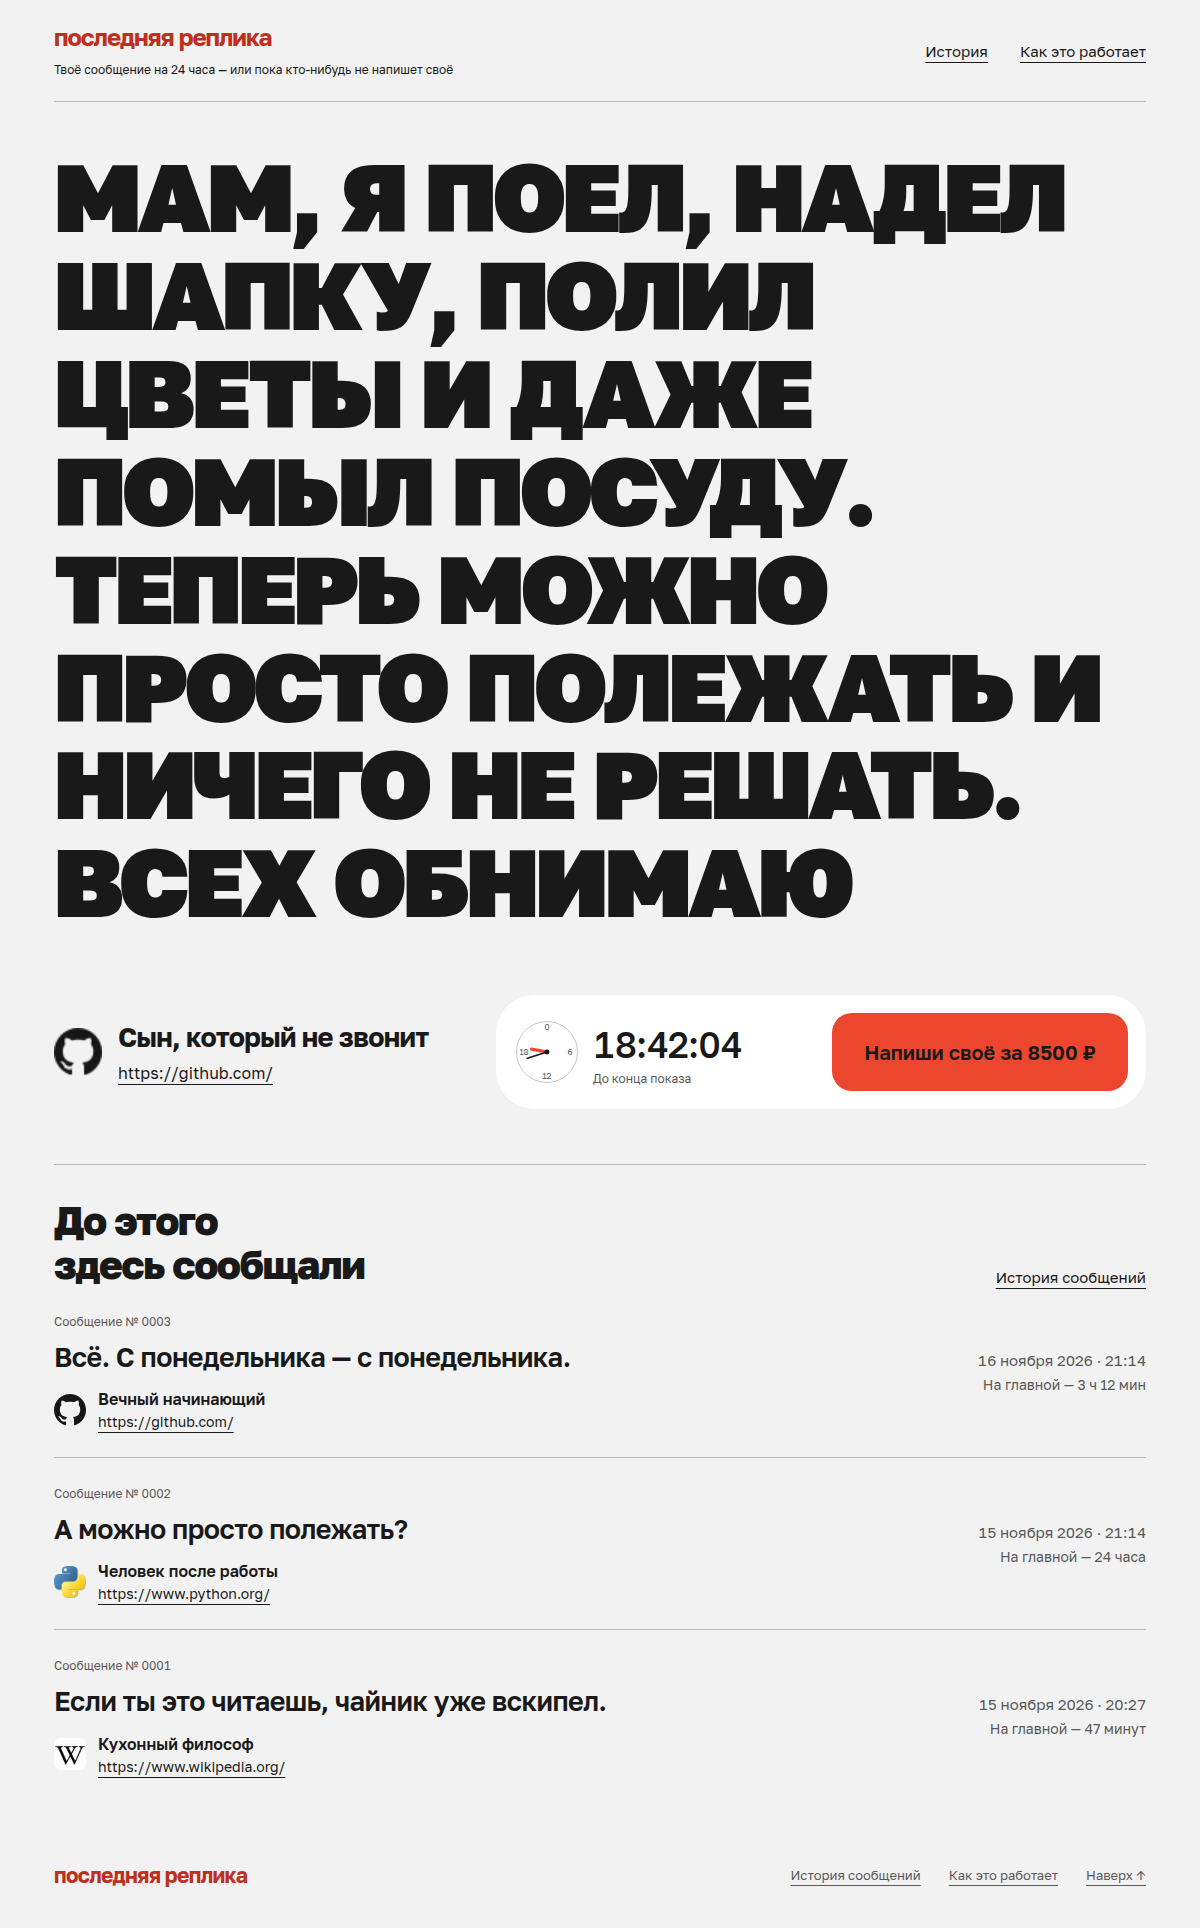 последняя реплика
Твоё сообщение на 24 часа — или пока кто-нибудь не напишет своё
История
Как это работает
МАМ, Я ПОЕЛ, НАДЕЛ
ШАПКУ, ПОЛИЛ
ЦВЕТЫ И ДАЖЕ
ПОМЫЛ ПОСУДУ.
ТЕПЕРЬ МОЖНО
ПРОСТО ПОЛЕЖАТЬ И
НИЧЕГО НЕ РЕШАТЬ.
ВСЕХ ОБНИМАЮ
Сын, который не звонит
https://github.com/
0
18
6
12
18:42:04
До конца показа
Напиши своё за 8500 ₽
До этого
здесь сообщали
История сообщений
Сообщение № 0003
Всё. С понедельника — с понедельника.
16 ноября 2026 · 21:14
На главной — 3 ч 12 мин
Вечный начинающий
https://github.com/
Сообщение № 0002
А можно просто полежать?
15 ноября 2026 · 21:14
На главной — 24 часа
Человек после работы
https://www.python.org/
Сообщение № 0001
Если ты это читаешь, чайник уже вскипел.
15 ноября 2026 · 20:27
На главной — 47 минут
W
Кухонный философ
https://www.wikipedia.org/
последняя реплика
История сообщений
Как это работает
Наверх ↑